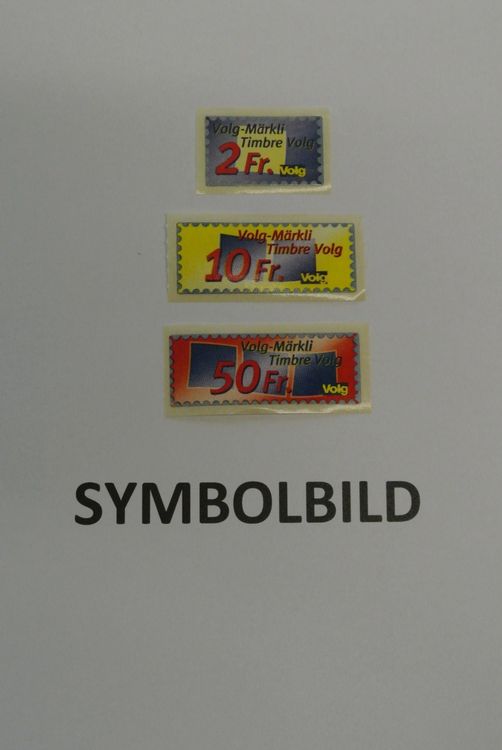 Volg-Märkli
Timbre Volg
2 Fr. Volg
Volg-Märkli
Timbre Volg
10 Fr. Volg
Volg-Märkli
Timbre Volg
50 Fr. Volg
SYMBOLBILD